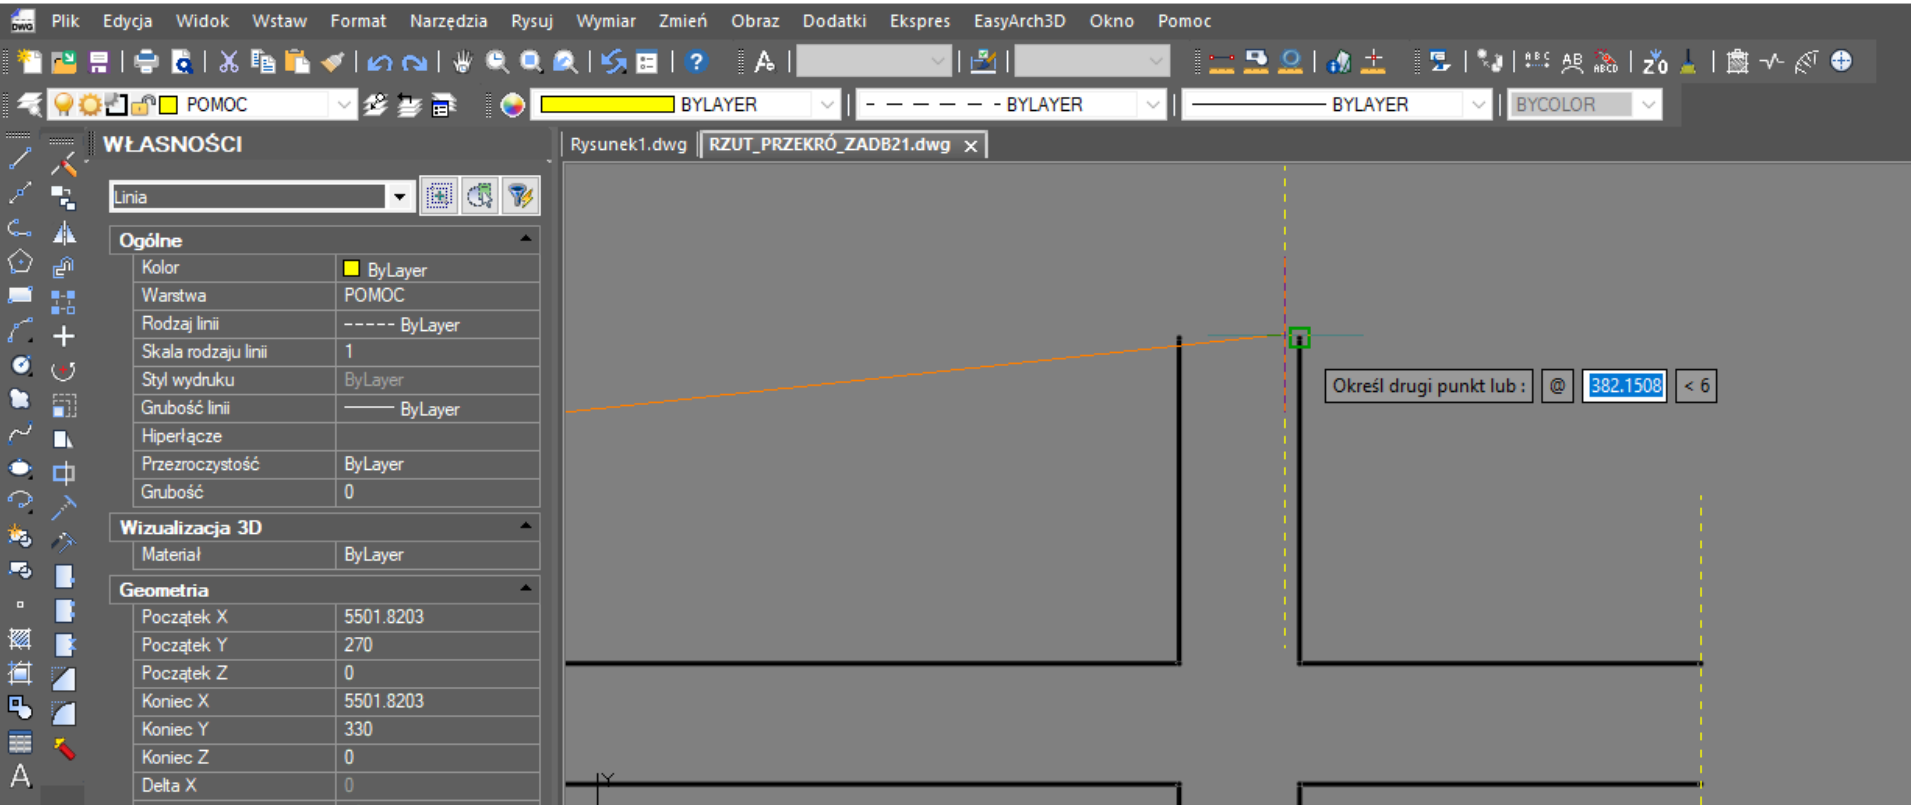 Plik Edycja Widok Wstaw Format Narzędzia Rysuj Wymiar Zmień Obraz Dodatki Ekspres EasyArch3D Okno Pomoc
POMOC BYLAYER BYLAYER BYLAYER BYCOLOR
WŁASNOŚCI
Rysunek1.dwg RZUT_PRZEKRÓ_ZADB21.dwg
Linia
Ogólne
Kolor ByLayer
Warstwa POMOC
Rodzaj linii ByLayer
Skala rodzaju linii 1
Styl wydruku ByLayer
Grubość linii ByLayer
Hiperłącze
Przezroczystość ByLayer
Grubość 0
Wizualizacja 3D
Materiał ByLayer
Geometria
Początek X 5501.8203
Początek Y 270
Początek Z 0
Koniec X 5501.8203
Koniec Y 330
Koniec Z 0
Delta X 0
Określ drugi punkt lub : @ 382.1508 < 6
Y